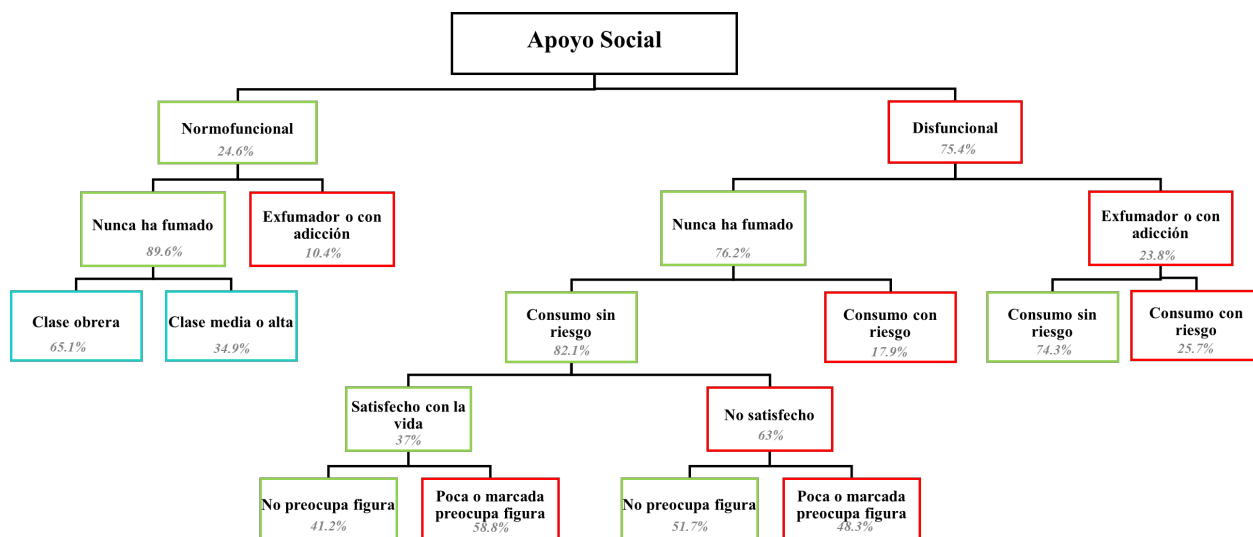 Apoyo Social
Normofuncional
24.6%
Disfuncional
75.4%
Nunca ha fumado
89.6%
Exfumador o con
adicción
10.4%
Nunca ha fumado
76.2%
Exfumador o con
adicción
23.8%
Clase obrera
65.1%
Clase media o alta
34.9%
Consumo sin
riesgo
82.1%
Consumo con
riesgo
17.9%
Consumo sin
riesgo
74.3%
Consumo con
riesgo
25.7%
Satisfecho con la
vida
37%
No satisfecho
63%
No preocupa figura
41.2%
Poca o marcada
preocupa figura
58.8%
No preocupa figura
51.7%
Poca o marcada
preocupa figura
48.3%